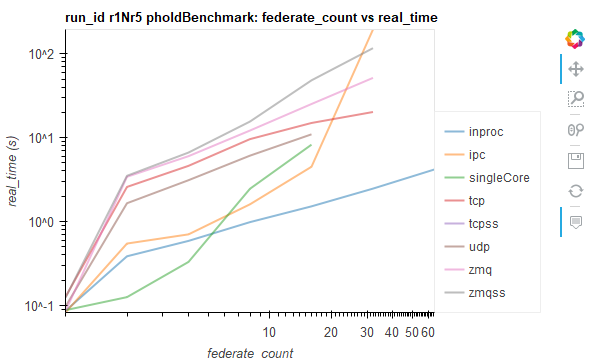 run_id r1Nr5 pholdBenchmark: federate_count vs real_time
10^2
10^1
10^0
10^-1
real_time (s)
10
20
30
40
50
60
federate_count
inproc
ipc
singleCore
tcp
tcpss
udp
zmq
zmqss